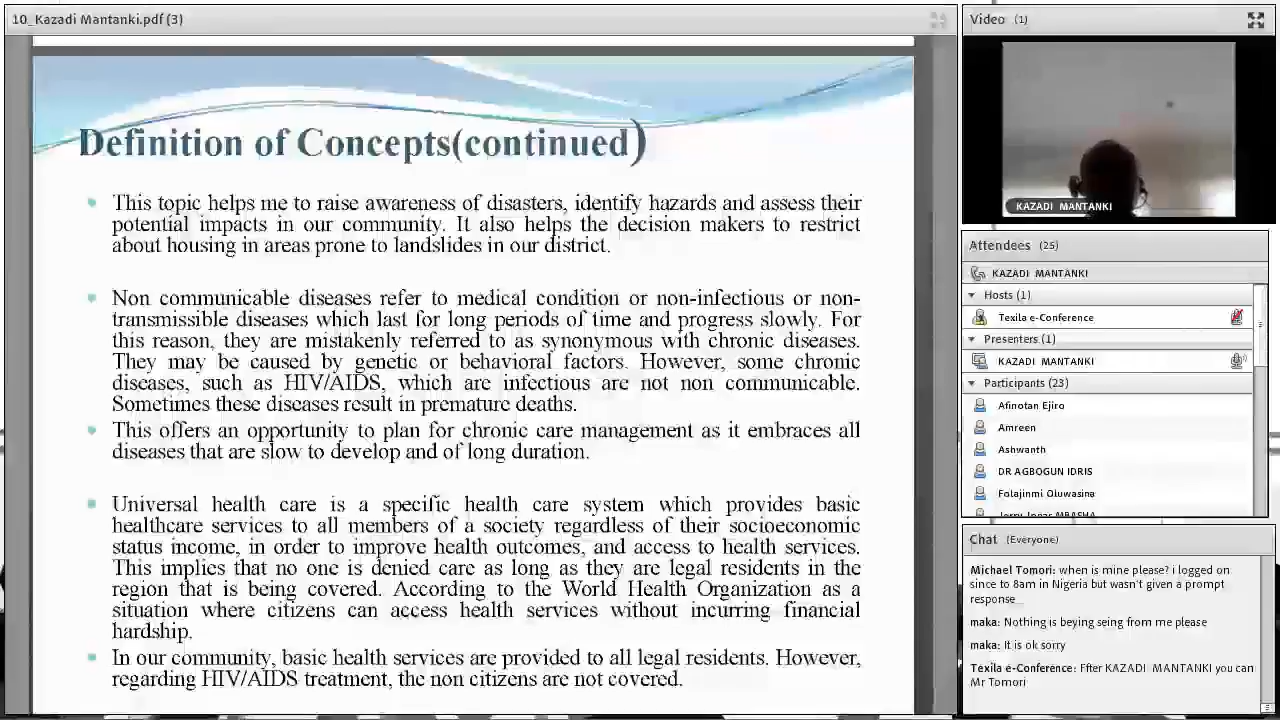 10_Kazadi Mantanki.pdf (3)
Definition of Concepts(continued)
This topic helps me to raise awareness of disasters, identify hazards and assess their
potential impacts in our community. It also helps the decision makers to restrict
about housing in areas prone to landslides in our district.
Non communicable diseases refer to medical condition or non-infectious or non-
transmissible diseases which last for long periods of time and progress slowly. For
this reason, they are mistakenly referred to as synonymous with chronic diseases.
They may be caused by genetic or behavioral factors. However, some chronic
diseases, such as HIV/AIDS, which are infectious are not non communicable.
Sometimes these diseases result in premature deaths.
This offers an opportunity to plan for chronic care management as it embraces all
diseases that are slow to develop and of long duration.
Universal health care is a specific health care system which provides basic
healthcare services to all members of a society regardless of their socioeconomic
status income, in order to improve health outcomes, and access to health services.
This implies that no one is denied care as long as they are legal residents in the
region that is being covered. According to the World Health Organization as a
situation where citizens can access health services without incurring financial
hardship.
In our community, basic health services are provided to all legal residents. However,
regarding HIV/AIDS treatment, the non citizens are not covered.
Video (1)
KAZADI MANTANKI
Attendees (25)
KAZADI MANTANKI
Hosts (1)
Texila e-Conference
Presenters (1)
KAZADI MANTANKI
Participants (23)
Afinotan Ejiro
Amreen
Ashwanth
DR AGBOGUN IDRIS
Folajinmi Oluwasina
Chat (Everyone)
Michael Tomori: when is mine please? i logged on
since to 8am in Nigeria but wasn't given a prompt
response
maka: Nothing is beying seing from me please
maka: It is ok sorry
Texila e-Conference: Ffter KAZADI MANTANKI you can
Mr Tomori